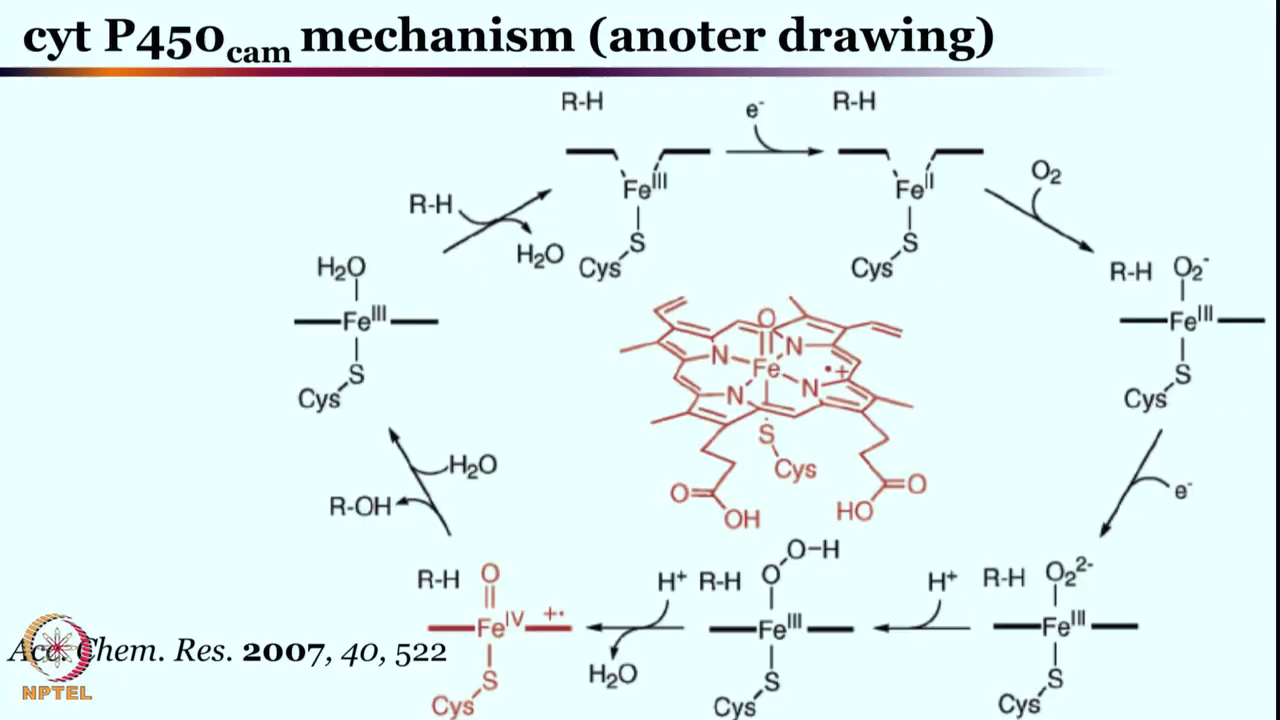 cyt P450cam mechanism (anoter drawing)
R-H
e-
R-H
FeIII
S
Cys
FeII
S
Cys
O2
R-H
H2O
H2O
FeIII
S
Cys
R-H O2-
FeIII
S
Cys
O
N N
Fe •+
N N
S
Cys
O
OH
O
HO
H2O
R-OH
e-
R-H O
FeIV +•
S
Cys
H+
H2O
R-H O O-H
FeIII
S
Cys
H+
R-H O22-
FeIII
S
Cys
Acc. Chem. Res. 2007, 40, 522
NPTEL